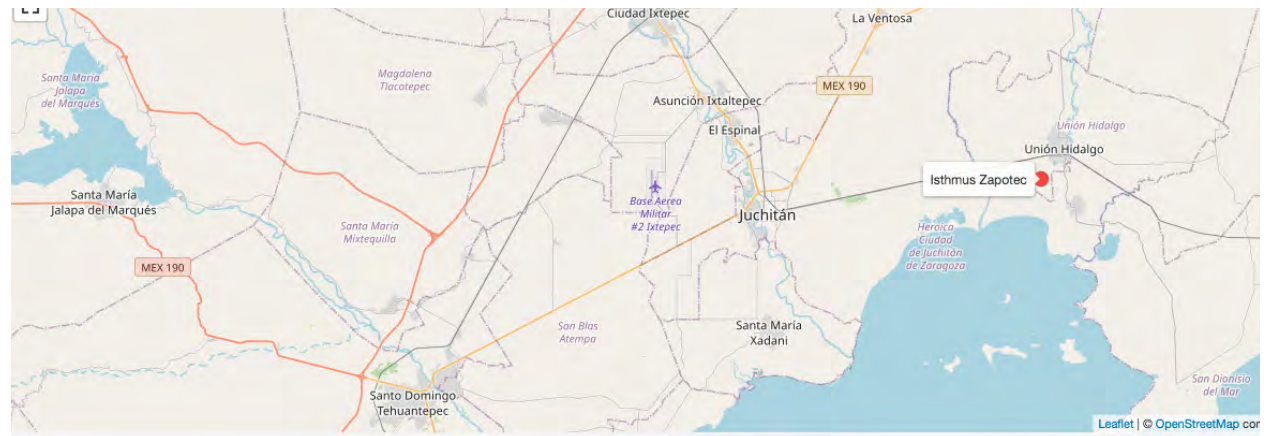 Ciudad Ixtepec
La Ventosa
Santa María
Jalapa
del Marqués
Magdalena
Tlacotepec
MEX 190
Asunción Ixtaltepec
El Espinal
Unión Hidalgo
Unión Hidalgo
Isthmus Zapotec
Santa María
Jalapa del Marqués
Base Aerea
Militar
#2 Ixtepec
Juchitán
Santa María
Mixtequilla
Heroica
Ciudad
de Juchitán
de Zaragoza
MEX 190
San Blas
Atempa
Santa María
Xadani
San Dionisio
del Mar
Santo Domingo
Tehuantepec
Leaflet | © OpenStreetMap con